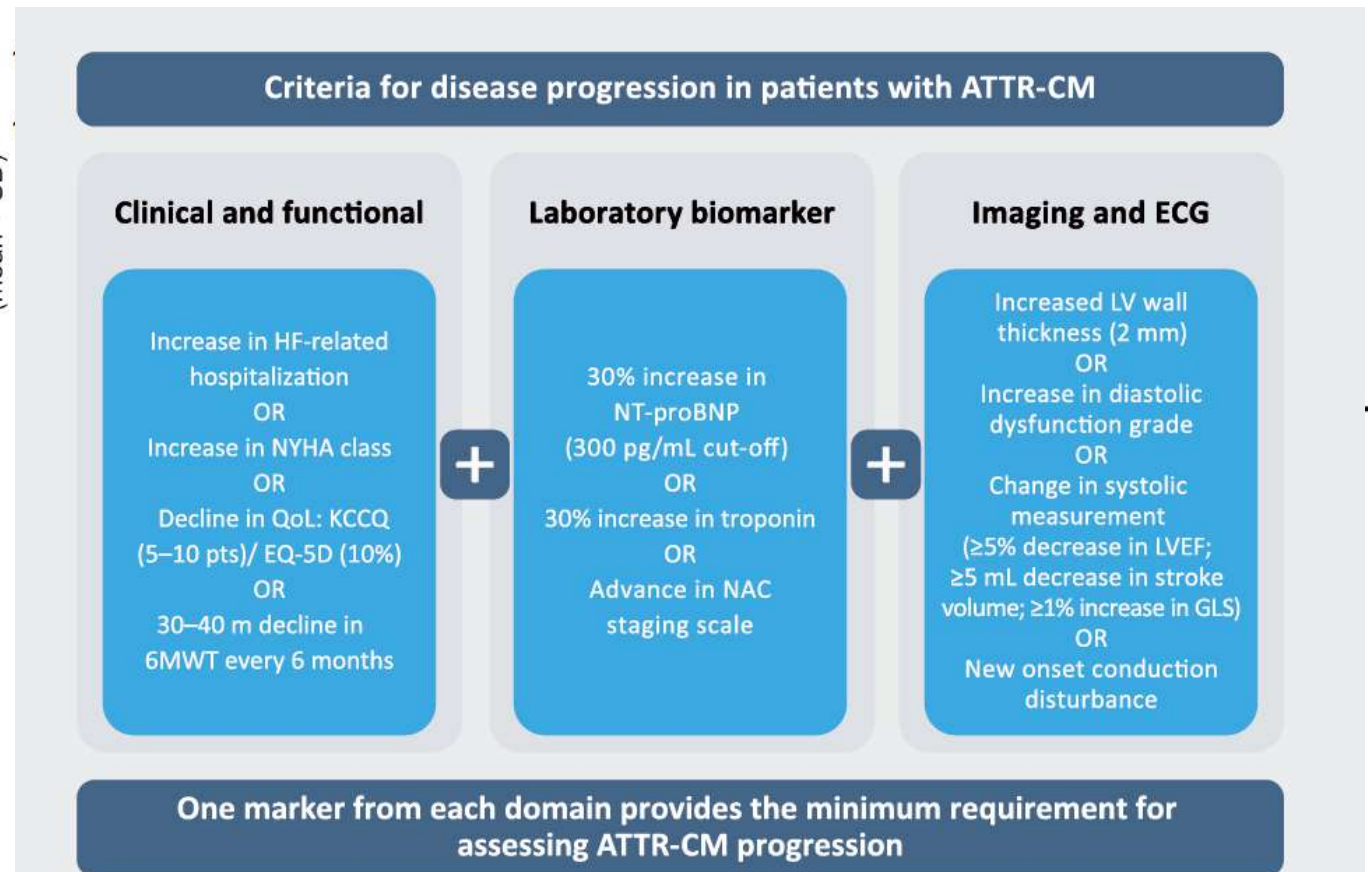 Criteria for disease progression in patients with ATTR-CM
Clinical and functional
Increase in HF-related
hospitalization
OR
Increase in NYHA class
OR
Decline in QoL: KCCQ
(5–10 pts)/ EQ-5D (10%)
OR
30–40 m decline in
6MWT every 6 months
+
Laboratory biomarker
30% increase in
NT-proBNP
(300 pg/mL cut-off)
OR
30% increase in troponin
OR
Advance in NAC
staging scale
+
Imaging and ECG
Increased LV wall
thickness (2 mm)
OR
Increase in diastolic
dysfunction grade
OR
Change in systolic
measurement
(≥5% decrease in LVEF;
≥5 mL decrease in stroke
volume; ≥1% increase in GLS)
OR
New onset conduction
disturbance
One marker from each domain provides the minimum requirement for
assessing ATTR-CM progression